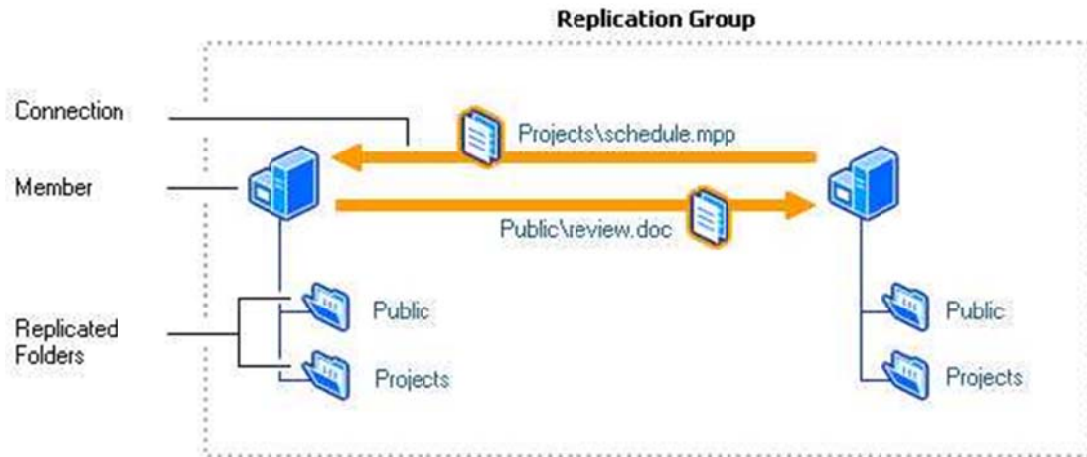 Replication Group
Connection
Projects\schedule.mpp
Member
Public\review.doc
Replicated
Folders
Public
Projects
Public
Projects